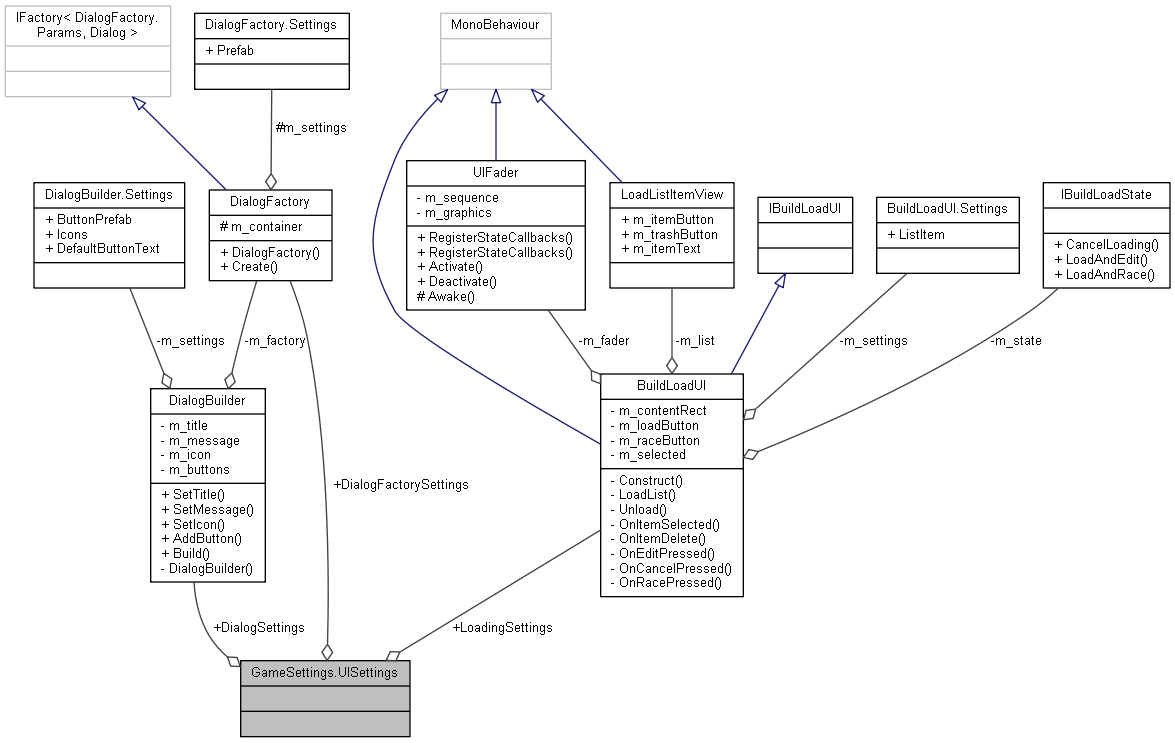 IFactory< DialogFactory.
Params, Dialog >
DialogFactory.Settings
+ Prefab
MonoBehaviour
#m_settings
DialogBuilder.Settings
+ ButtonPrefab
+ Icons
+ DefaultButtonText
DialogFactory
# m_container
+ DialogFactory()
+ Create()
UIFader
- m_sequence
- m_graphics
+ RegisterStateCallbacks()
+ RegisterStateCallbacks()
+ Activate()
+ Deactivate()
# Awake()
LoadListItemView
+ m_itemButton
+ m_trashButton
+ m_itemText
IBuildLoadUI
BuildLoadUI.Settings
+ ListItem
IBuildLoadState
+ CancelLoading()
+ LoadAndEdit()
+ LoadAndRace()
-m_settings
-m_factory
-m_fader
-m_list
-m_settings
-m_state
DialogBuilder
- m_title
- m_message
- m_icon
- m_buttons
+ SetTitle()
+ SetMessage()
+ SetIcon()
+ AddButton()
+ Build()
- DialogBuilder()
+DialogFactorySettings
BuildLoadUI
- m_contentRect
- m_loadButton
- m_raceButton
- m_selected
- Construct()
- LoadList()
- Unload()
- OnItemSelected()
- OnItemDelete()
- OnEditPressed()
- OnCancelPressed()
- OnRacePressed()
+DialogSettings
+LoadingSettings
GameSettings.UISettings